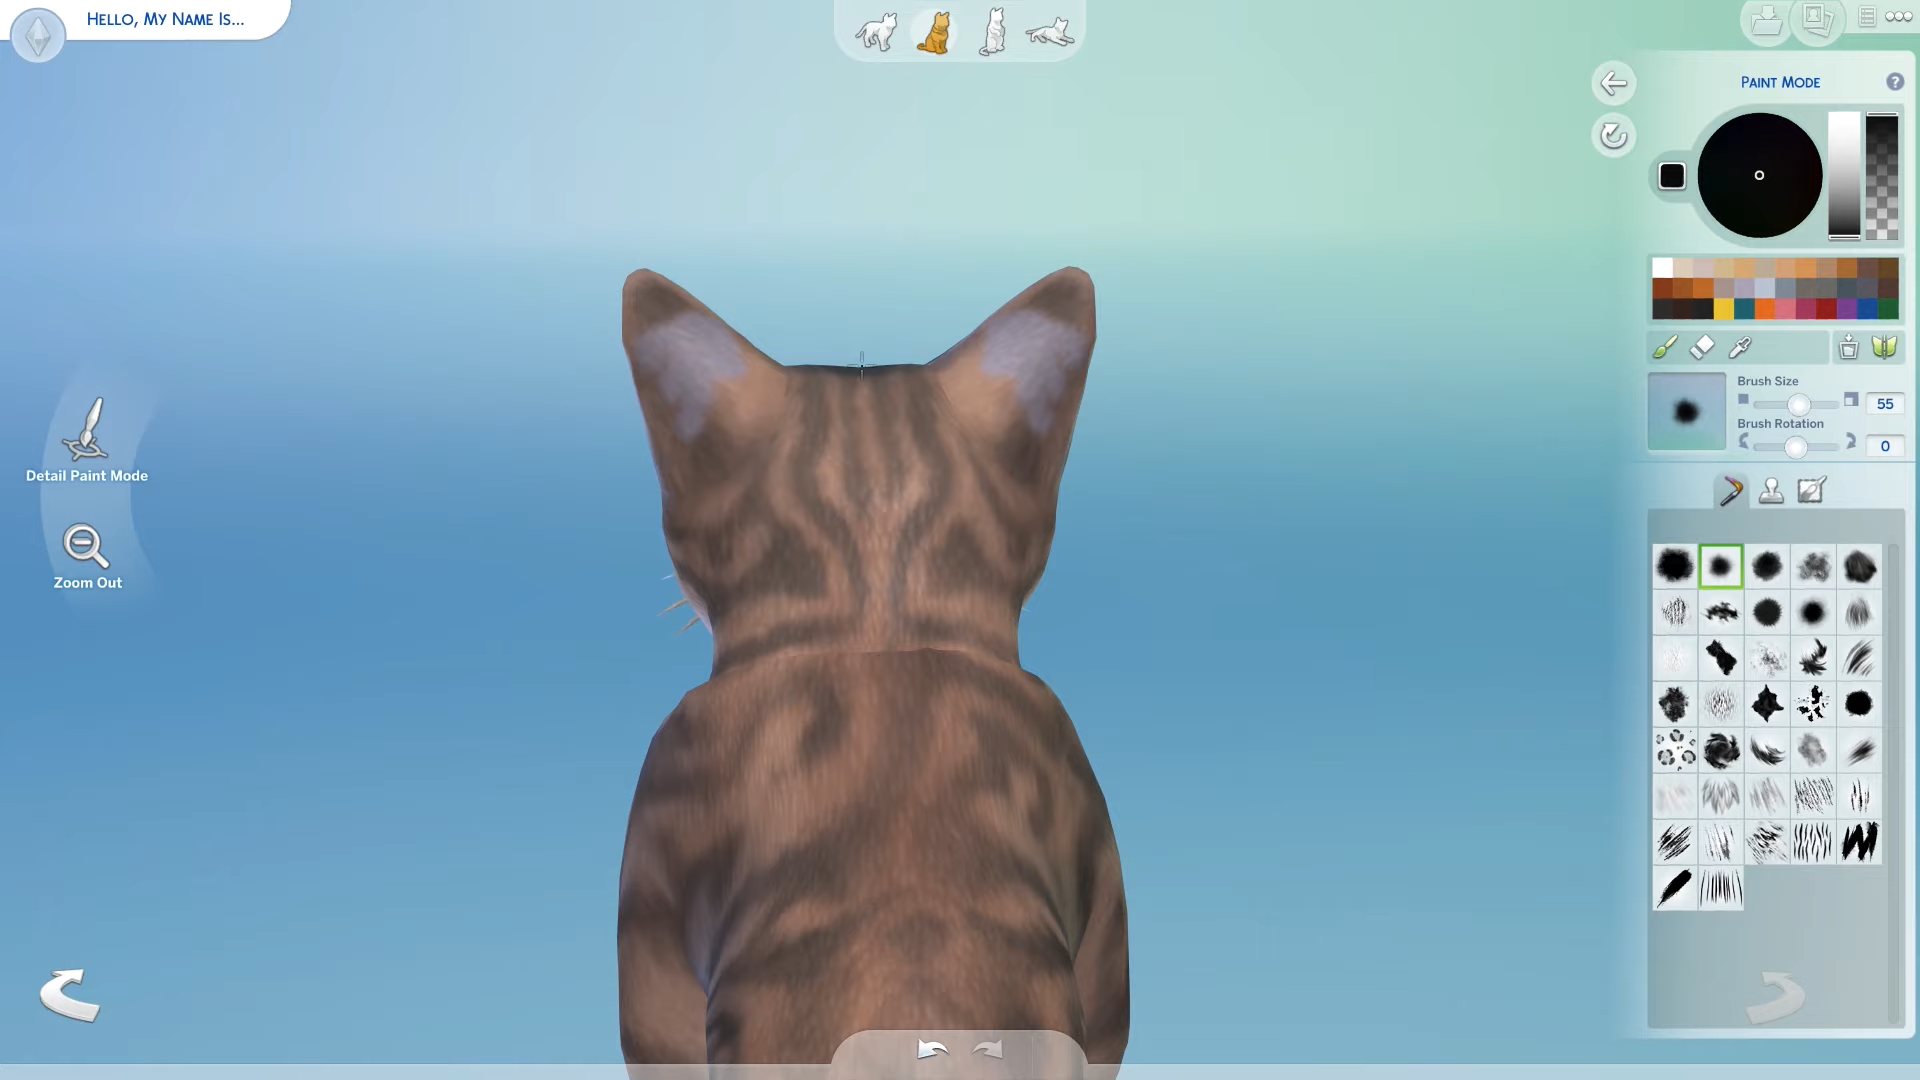 Hello, My Name Is...
Paint Mode
?
Brush Size
55
Brush Rotation
0
Detail Paint Mode
Zoom Out